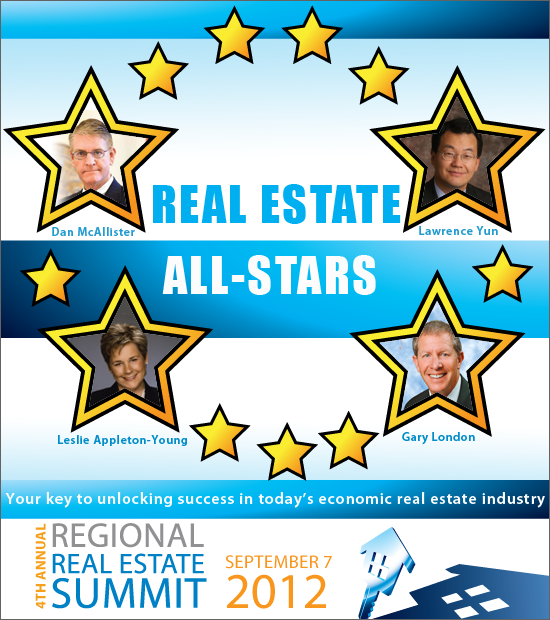 Dan McAllister
REAL ESTATE
Lawrence Yun
ALL-STARS
Leslie Appleton-Young
Gary London
Your key to unlocking success in today's economic real estate industry
4TH ANNUAL
REGIONAL
REAL ESTATE
SUMMIT
SEPTEMBER 7
2012